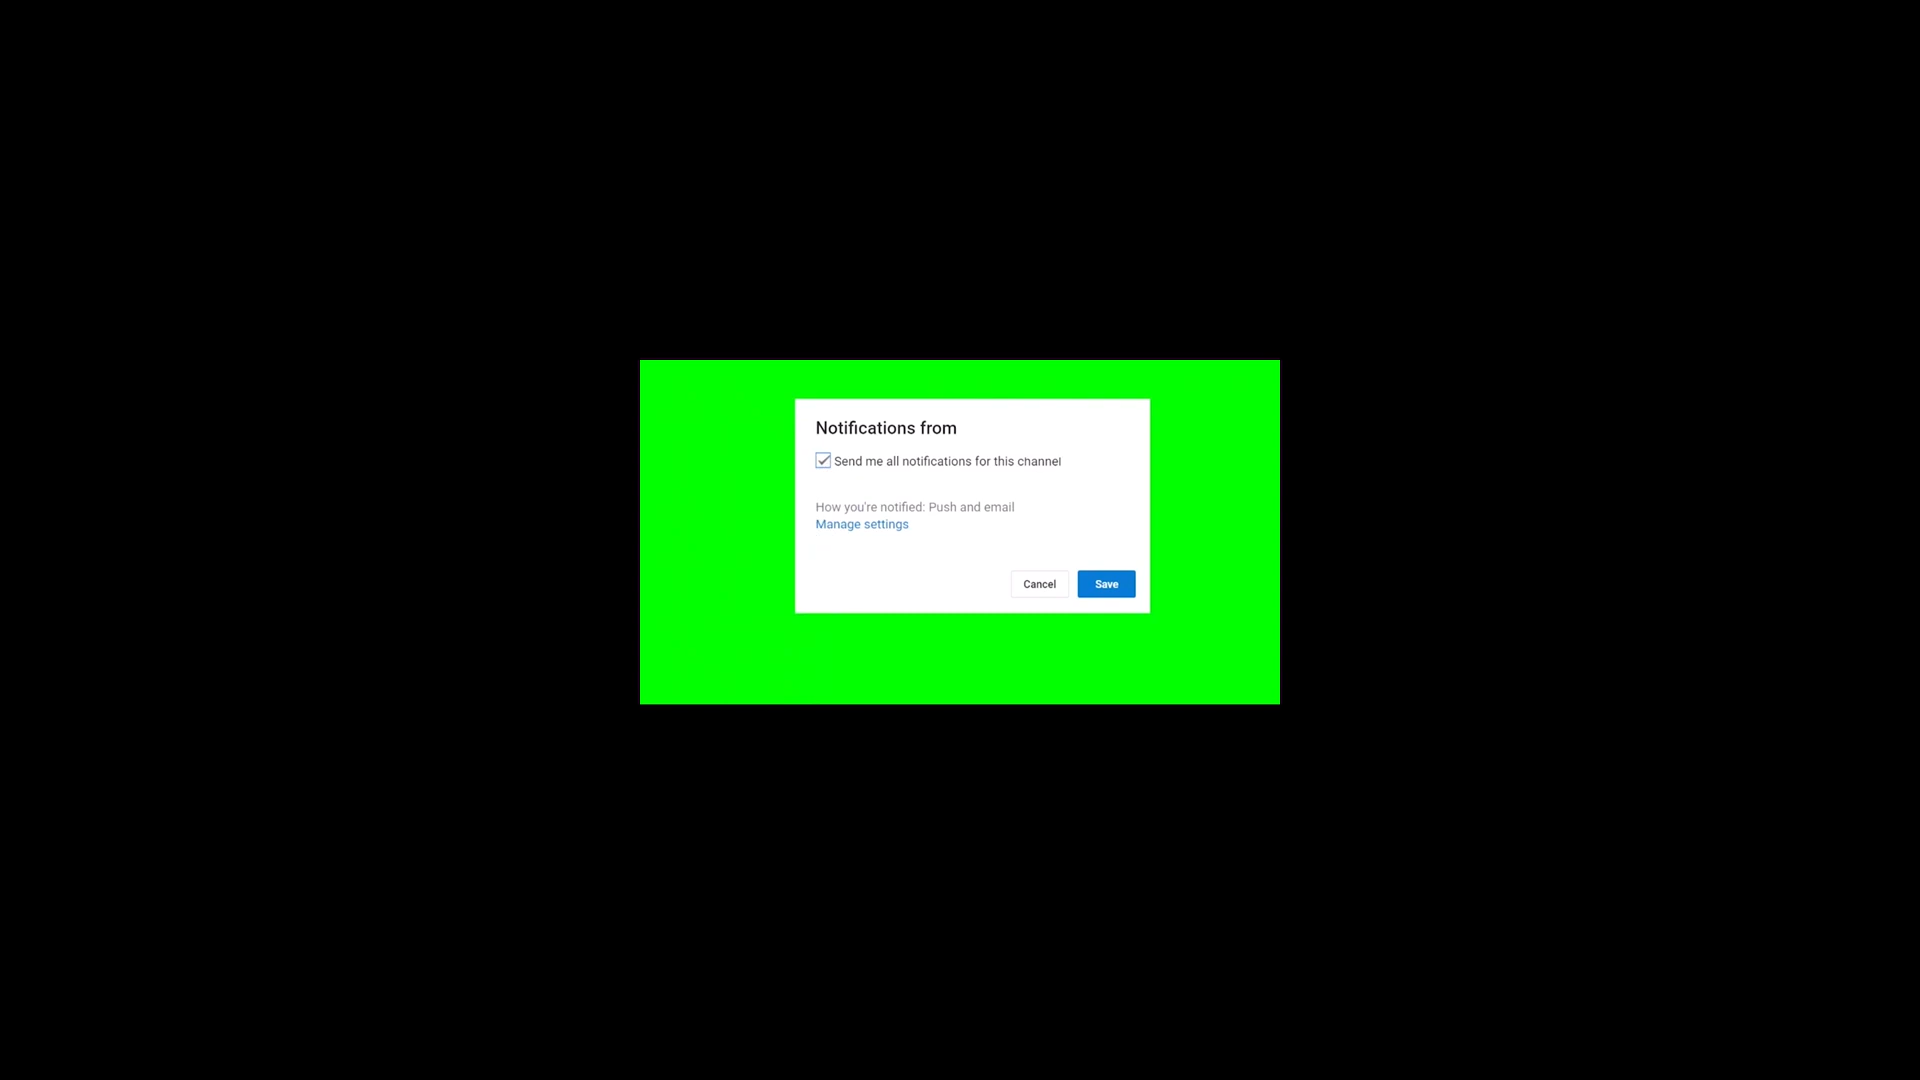 Notifications from
Send me all notifications for this channel
How you're notified: Push and email
Manage settings
Cancel Save